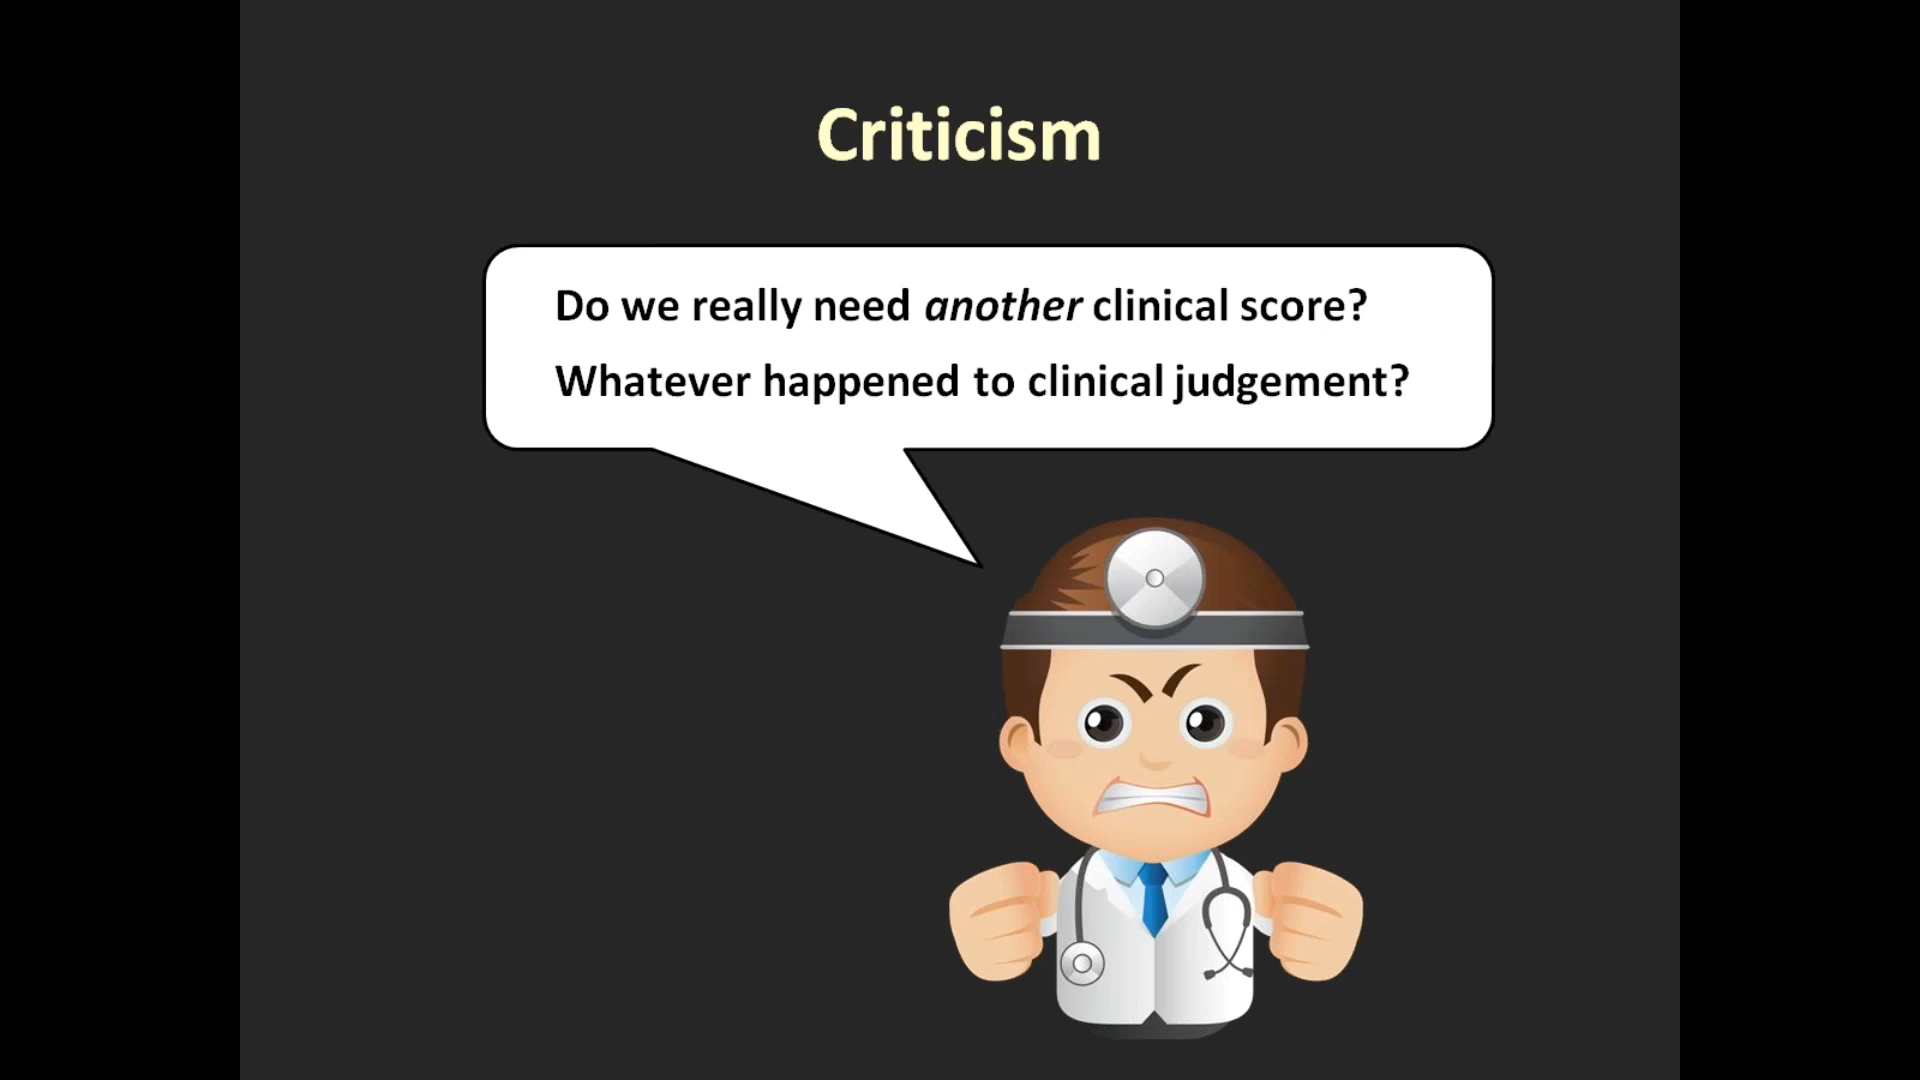 Criticism
Do we really need another clinical score?
Whatever happened to clinical judgement?